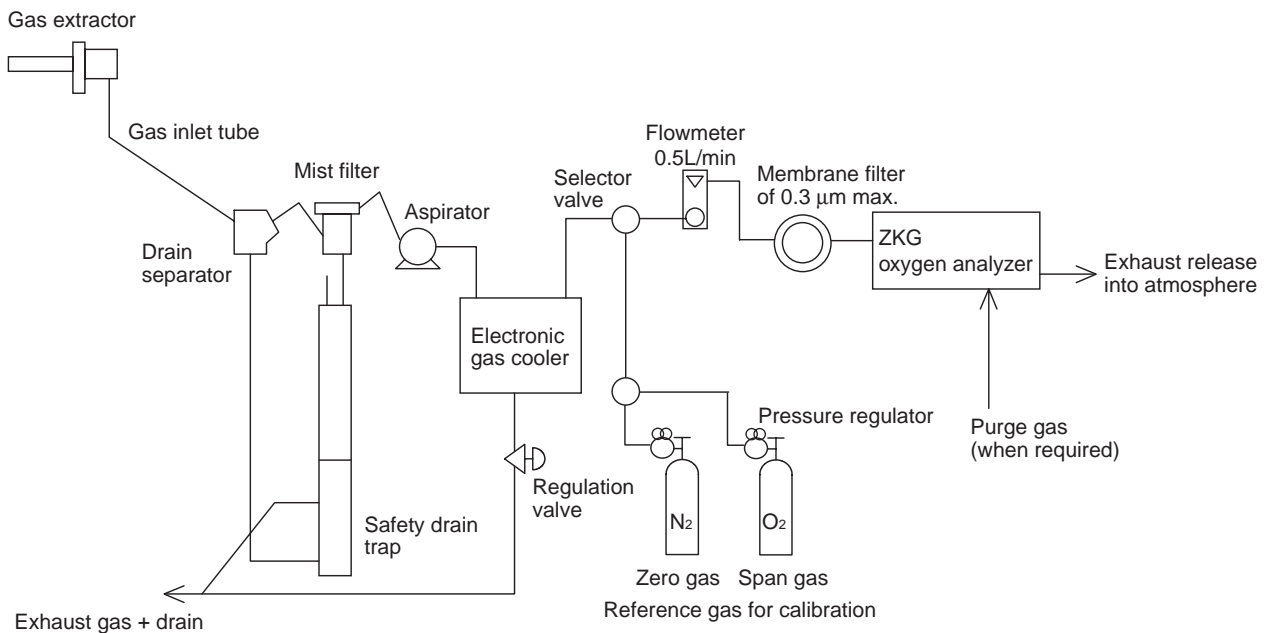 Gas extractor
Gas inlet tube
Mist filter
Aspirator
Drain
separator
Selector
valve
Flowmeter
0.5L/min
Membrane filter
of 0.3 μm max.
ZKG
oxygen analyzer
Exhaust release
into atmosphere
Electronic
gas cooler
Pressure regulator
Purge gas
(when required)
Regulation
valve
Safety drain
trap
N2
O2
Zero gas
Span gas
Reference gas for calibration
Exhaust gas + drain